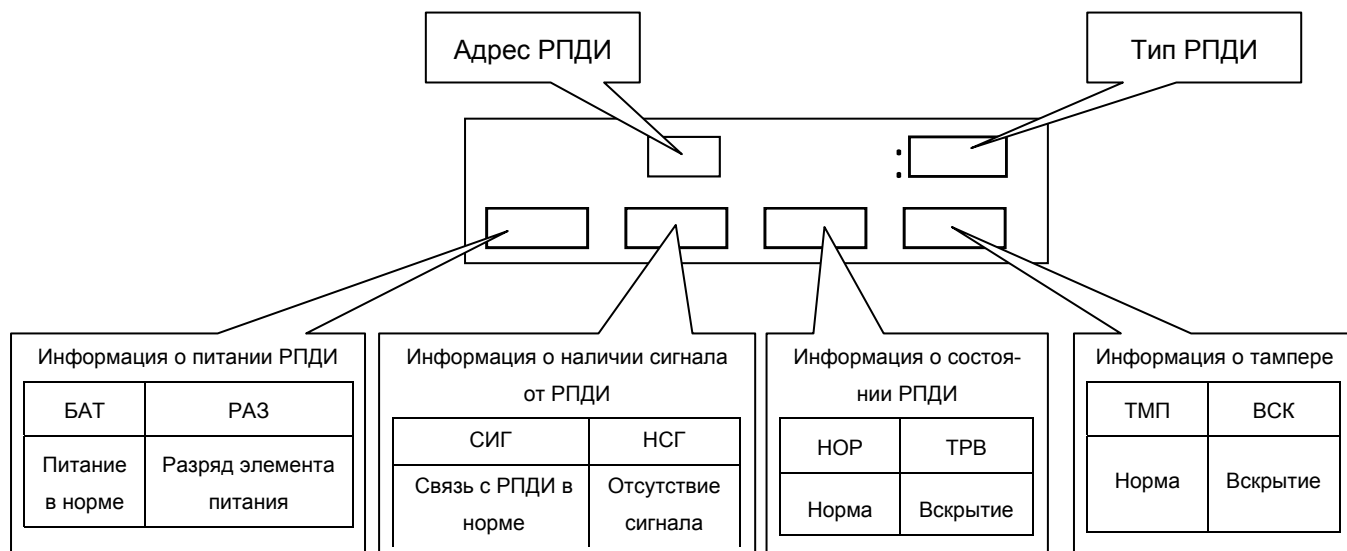 Адрес РПДИ
Тип РПДИ
:
Информация о питании РПДИ
БАТ РАЗ
Питание Разряд элемента
в норме питания
Информация о наличии сигнала
от РПДИ
СИГ НСГ
Связь с РПДИ в Отсутствие
норме сигнала
Информация о состоя-
нии РПДИ
НОР ТРВ
Норма Вскрытие
Информация о тампере
ТМП ВСК
Норма Вскрытие